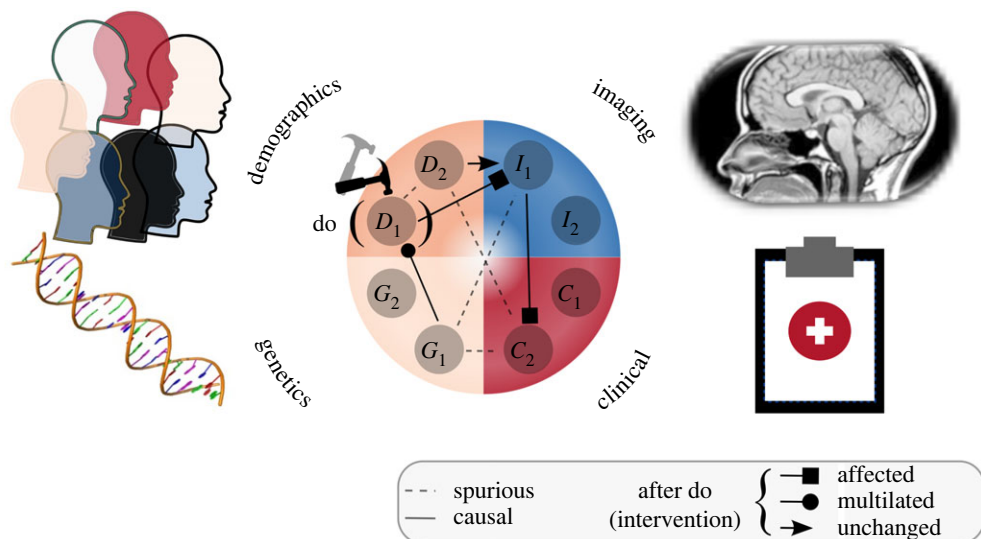 demographics
imaging
D2
I1
do ( D1 )
I2
G2
C1
G1
C2
genetics
clinical
spurious
causal
after do
(intervention)
affected
multilated
unchanged